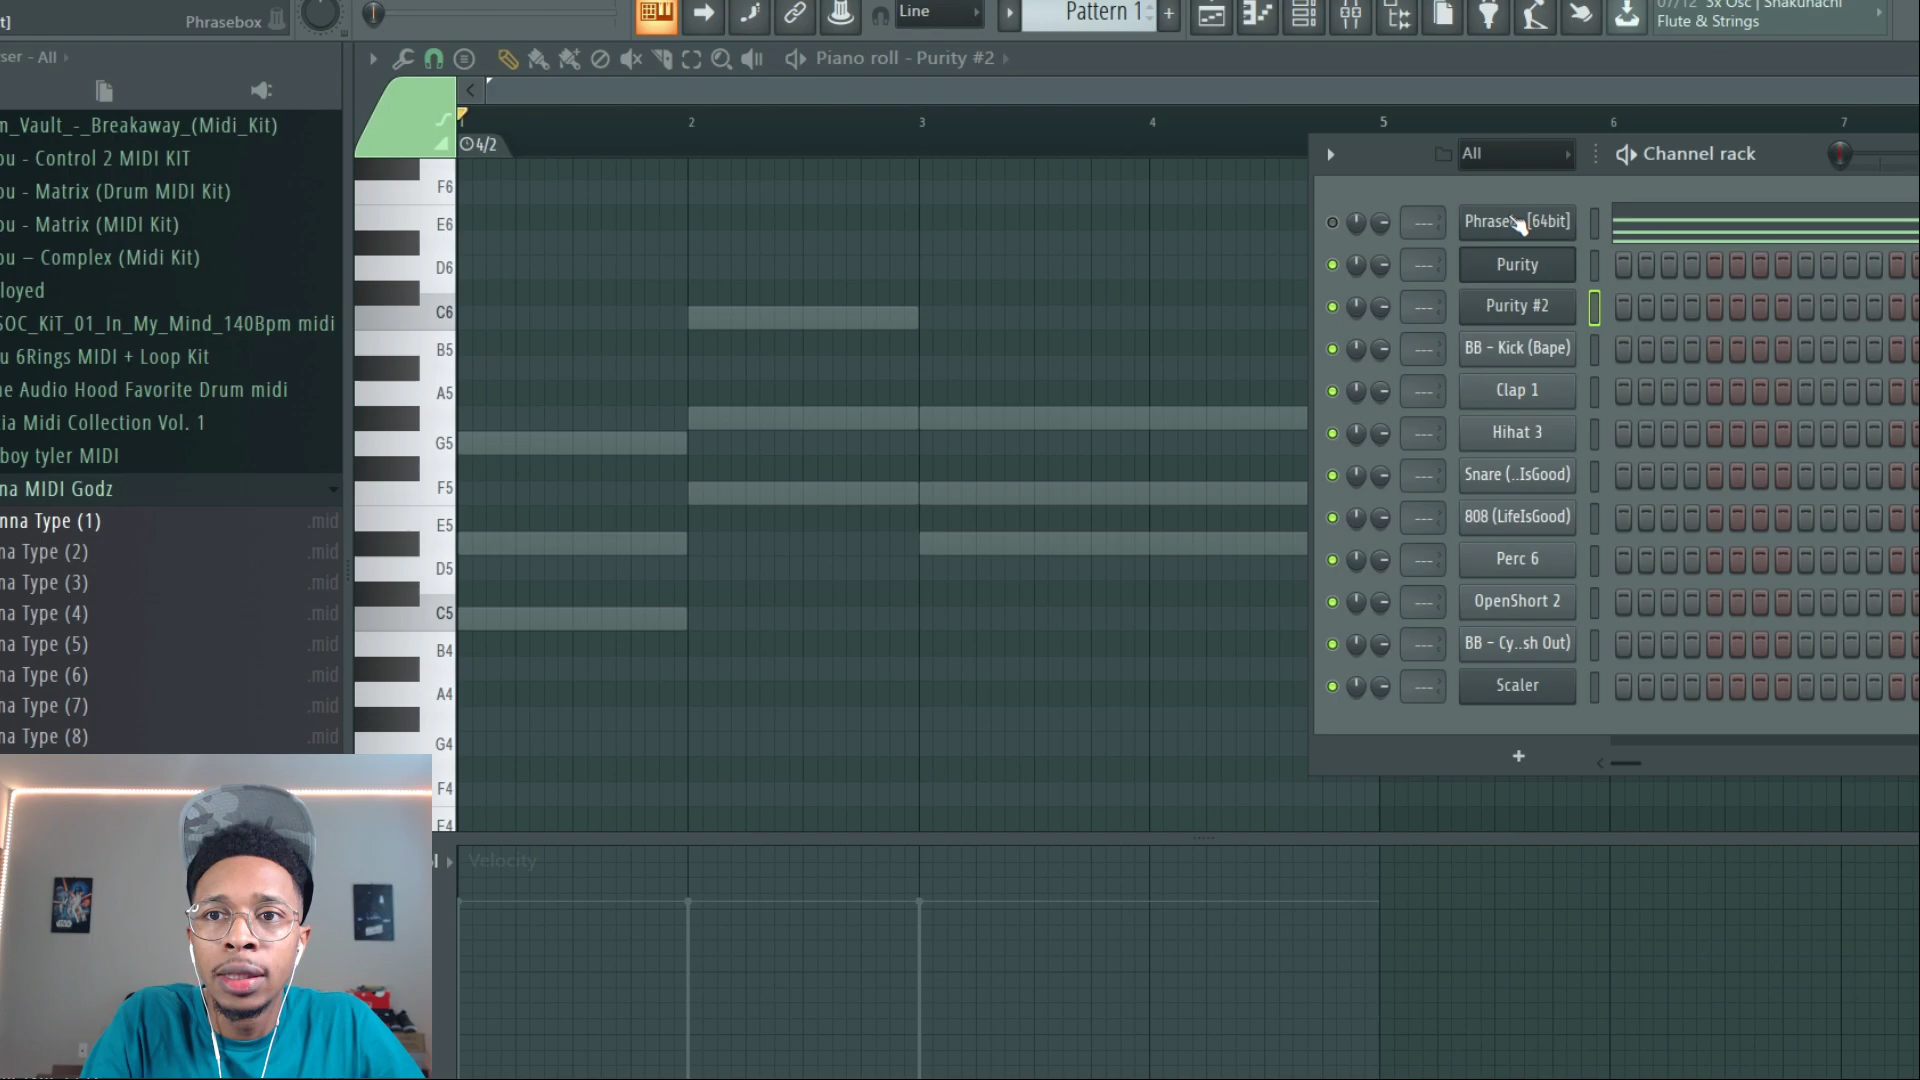 t]
Phrasebox
Line
Pattern 1
+
07/12 3x Osc | Shakuhachi
Flute & Strings
ser - All
Piano roll - Purity #2
n_Vault_-_Breakaway_(Midi_Kit)
ou - Control 2 MIDI KIT
ou - Matrix (Drum MIDI Kit)
ou - Matrix (MIDI Kit)
ou – Complex (Midi Kit)
loyed
SOC_KiT_01_In_My_Mind_140Bpm midi
u 6Rings MIDI + Loop Kit
ne Audio Hood Favorite Drum midi
ia Midi Collection Vol. 1
boy tyler MIDI
na MIDI Godz
nna Type (1) .mid
na Type (2) .mid
na Type (3) .mid
na Type (4) .mid
na Type (5) .mid
na Type (6) .mid
na Type (7) .mid
na Type (8) .mid
1 2 3 4 5 6 7
4/2
F6
E6
D6
C6
B5
A5
G5
F5
E5
D5
C5
B4
A4
G4
F4
E4
Velocity
All
Channel rack
[64bit]
Purity
Purity #2
BB – Kick (Bape)
Clap 1
Hihat 3
Snare (..IsGood)
808 (LifeIsGood)
Perc 6
OpenShort 2
BB – Cy..sh Out)
Scaler
+